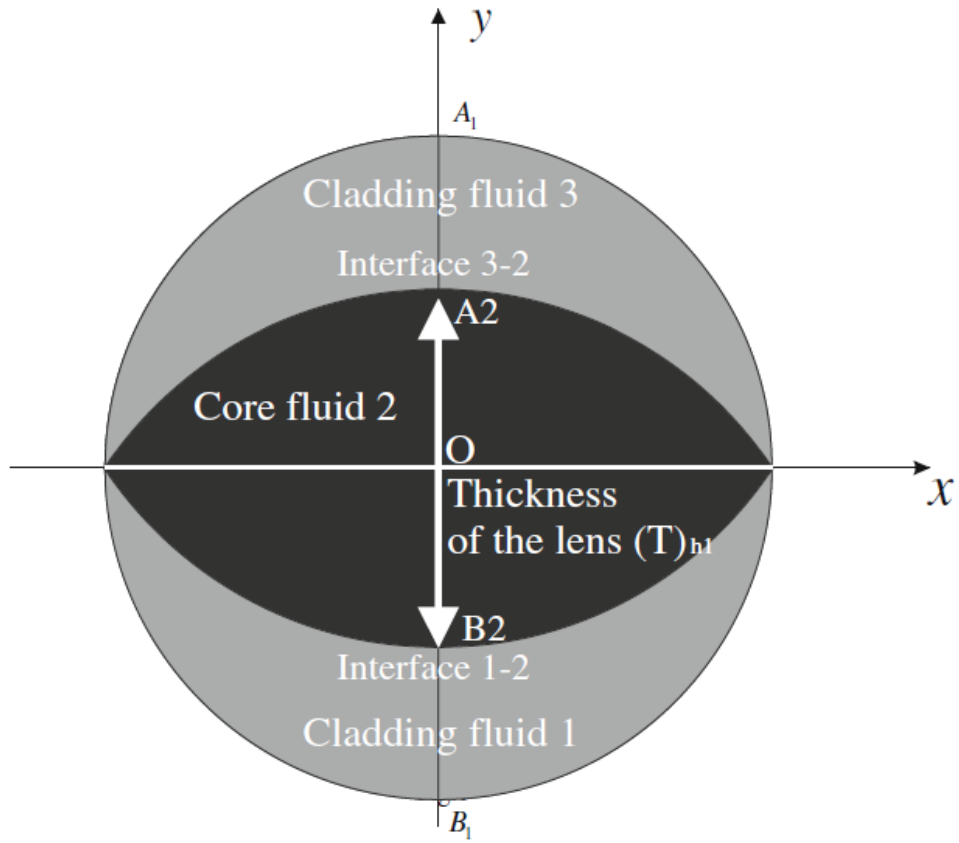 y
A1
Cladding fluid 3
Interface 3-2
A2
Core fluid 2
O
x
Thickness
of the lens (T)h1
B2
Interface 1-2
Cladding fluid 1
B1